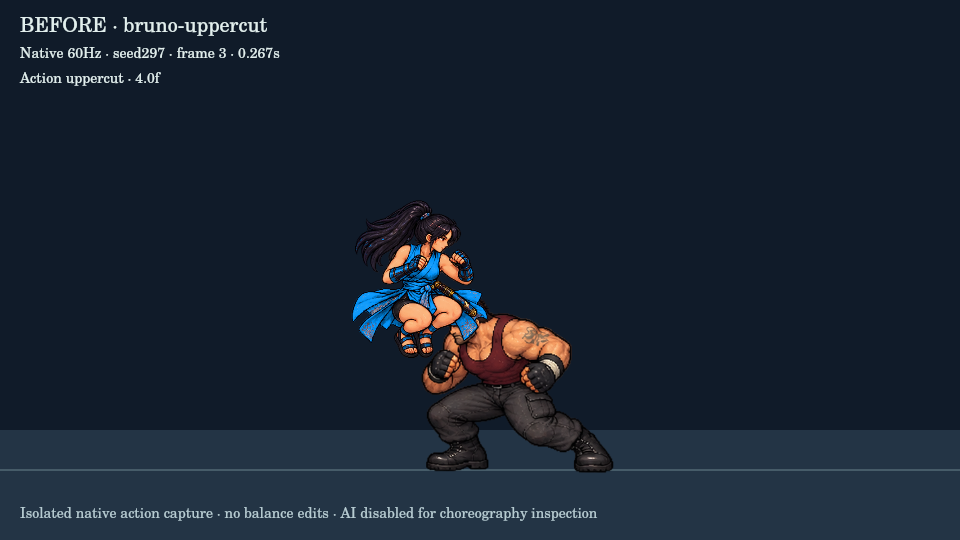 BEFORE · bruno-uppercut
Native 60Hz · seed297 · frame 3 · 0.267s
Action uppercut · 4.0f
Isolated native action capture · no balance edits · AI disabled for choreography inspection